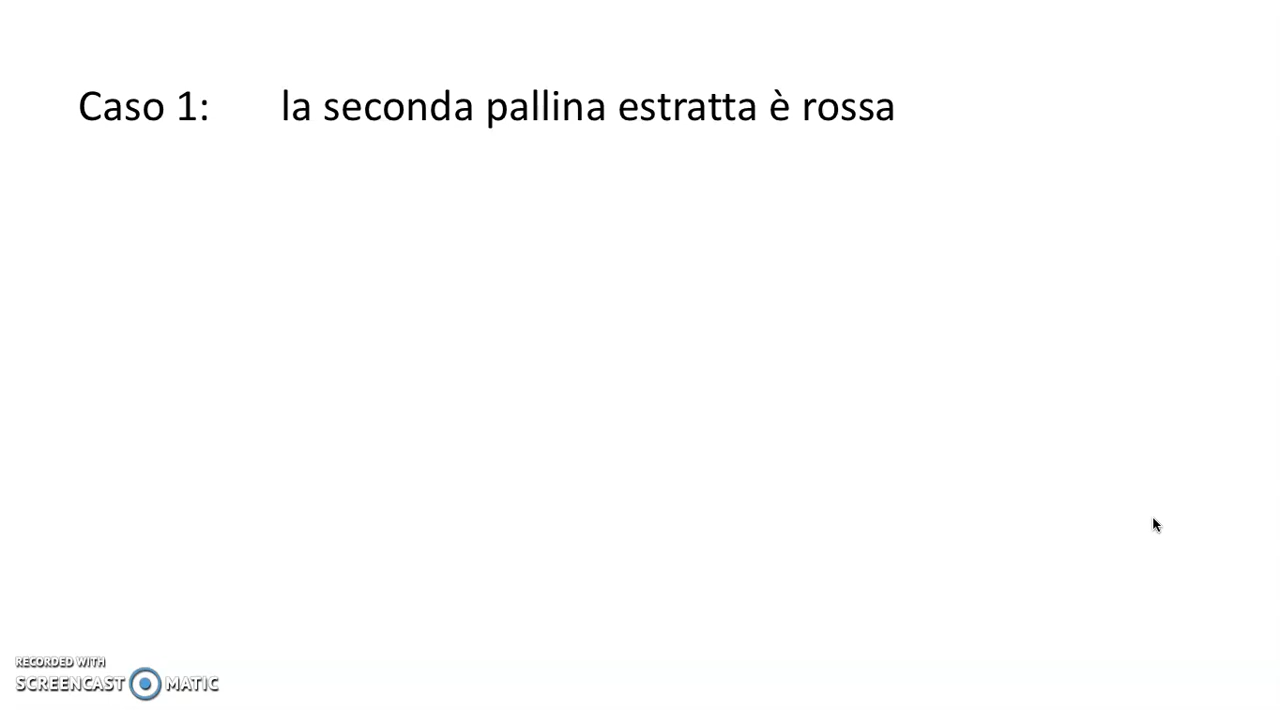 Caso 1: la seconda pallina estratta è rossa
RECORDED WITH
SCREENCAST MATIC